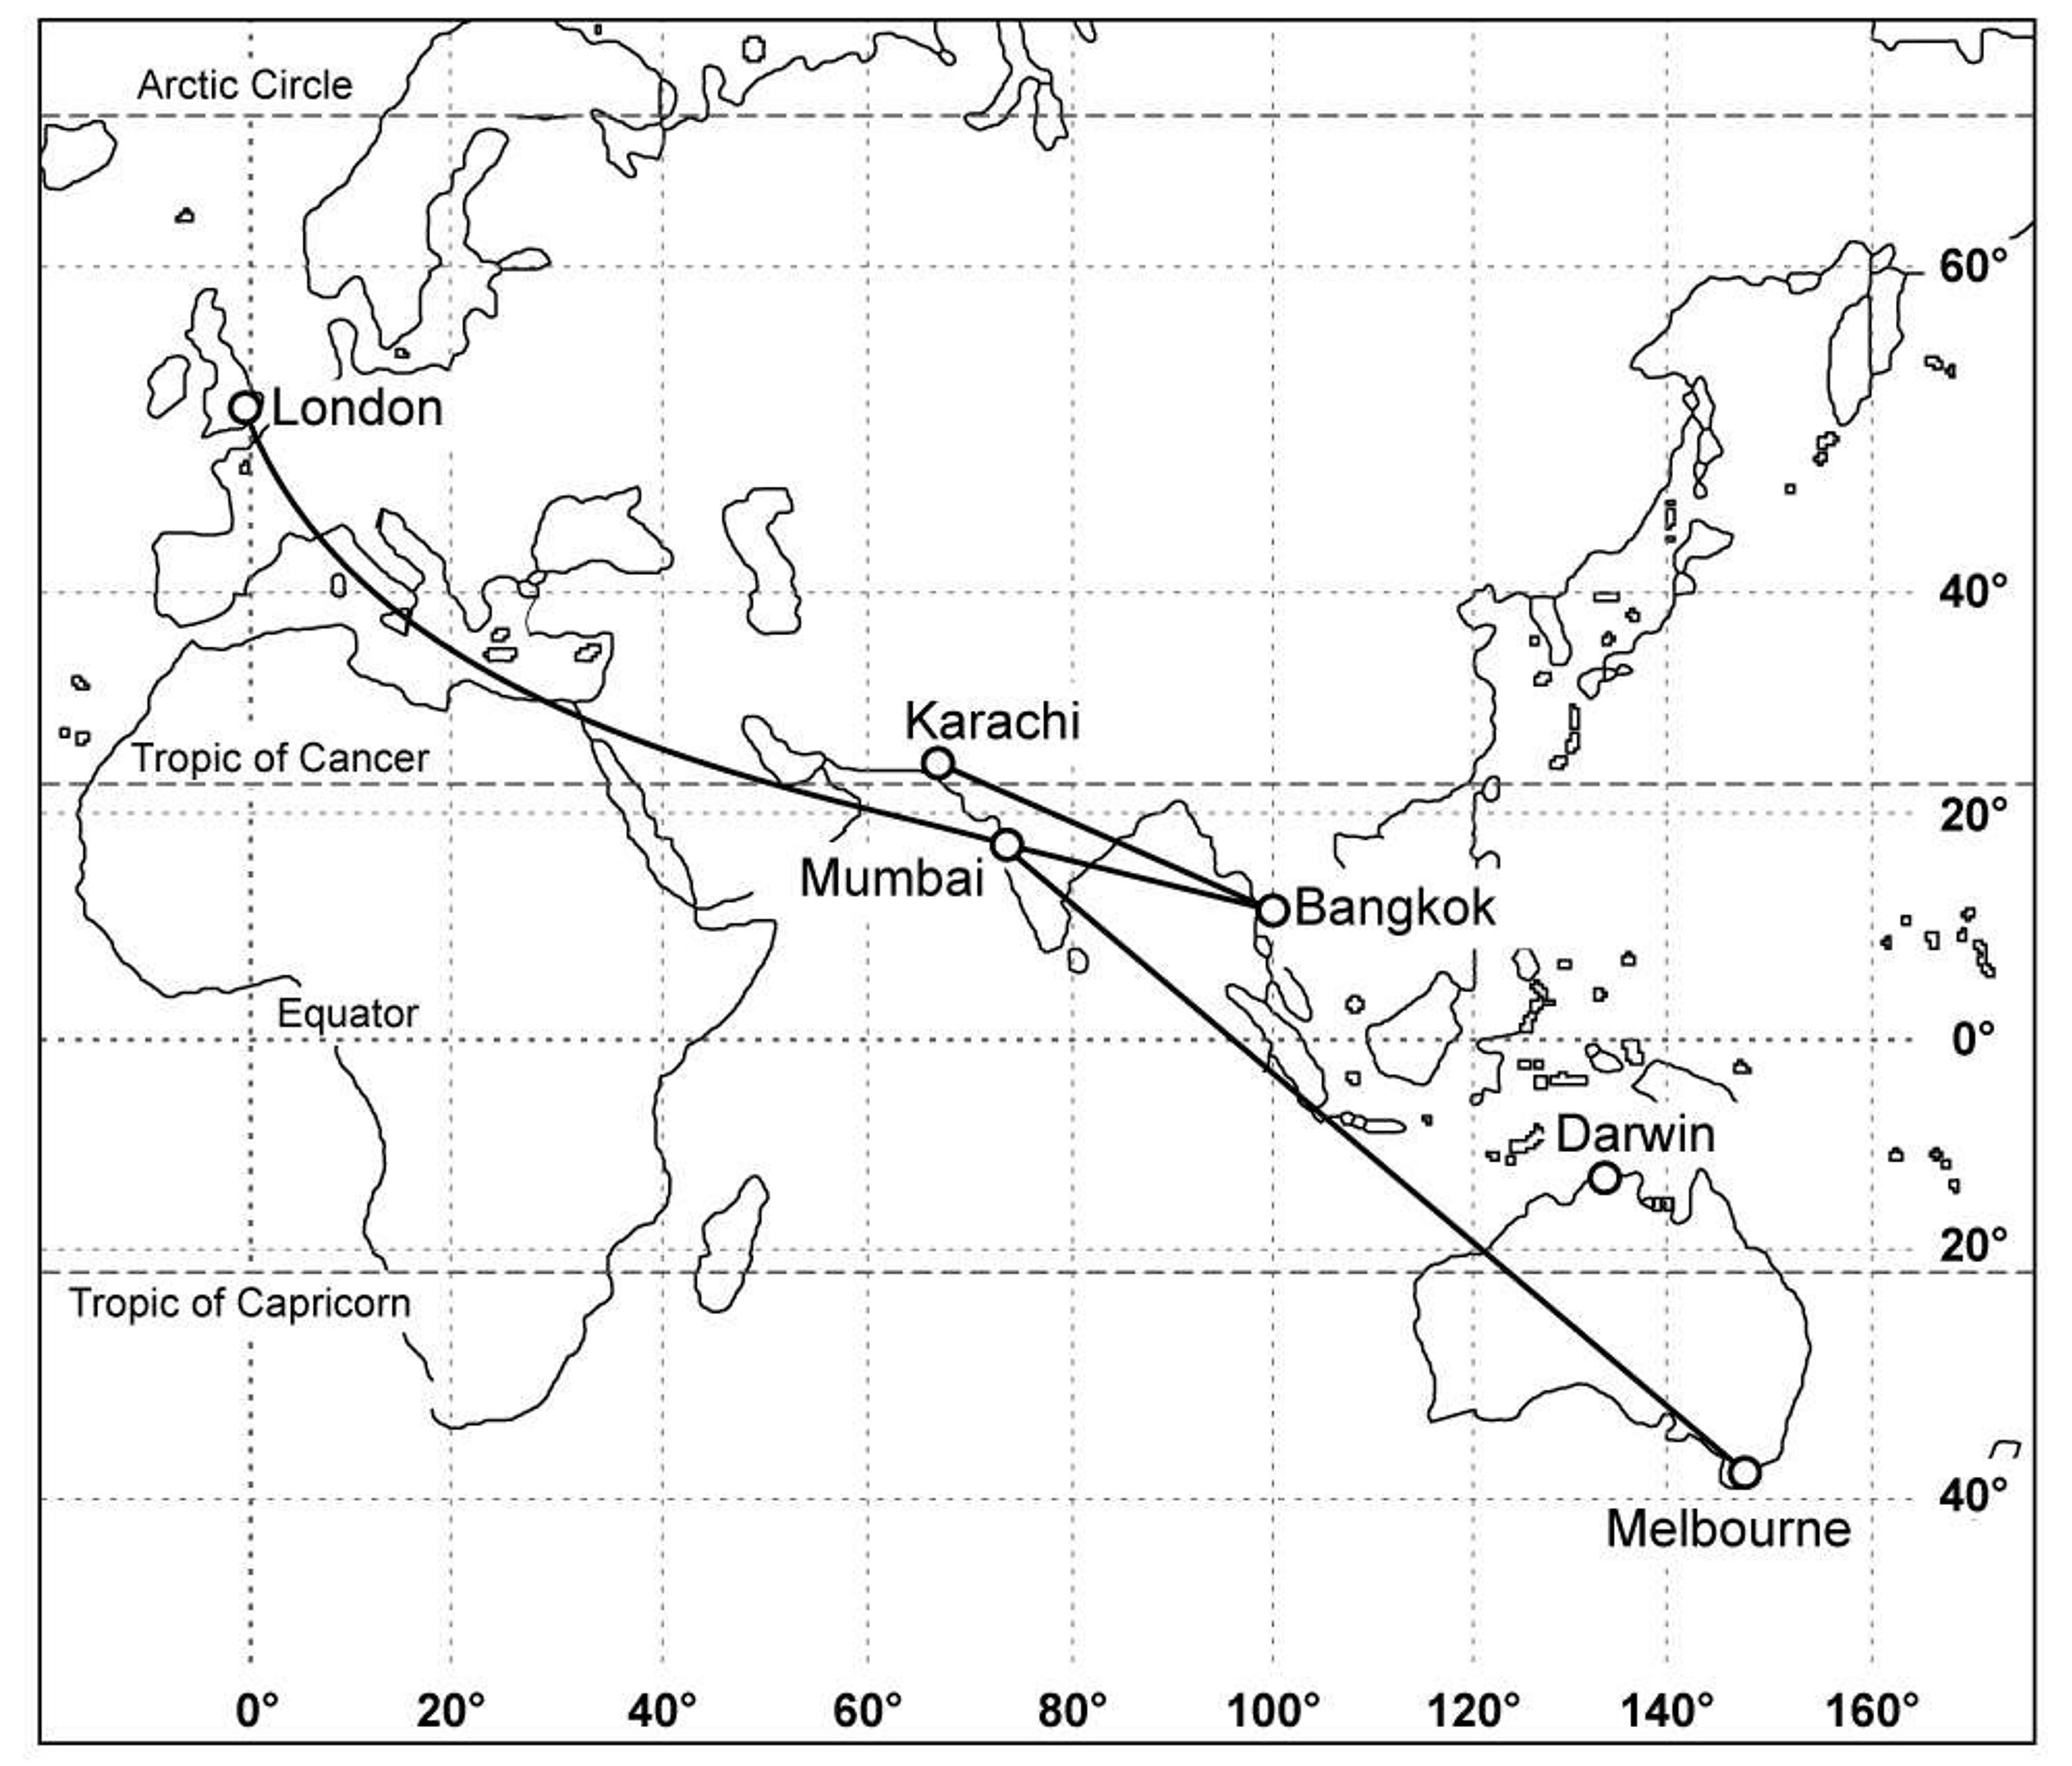 Arctic Circle
60°
London
40°
Karachi
Tropic of Cancer
20°
Mumbai
Bangkok
Equator
0°
Darwin
20°
Tropic of Capricorn
40°
Melbourne
0° 20° 40° 60° 80° 100° 120° 140° 160°